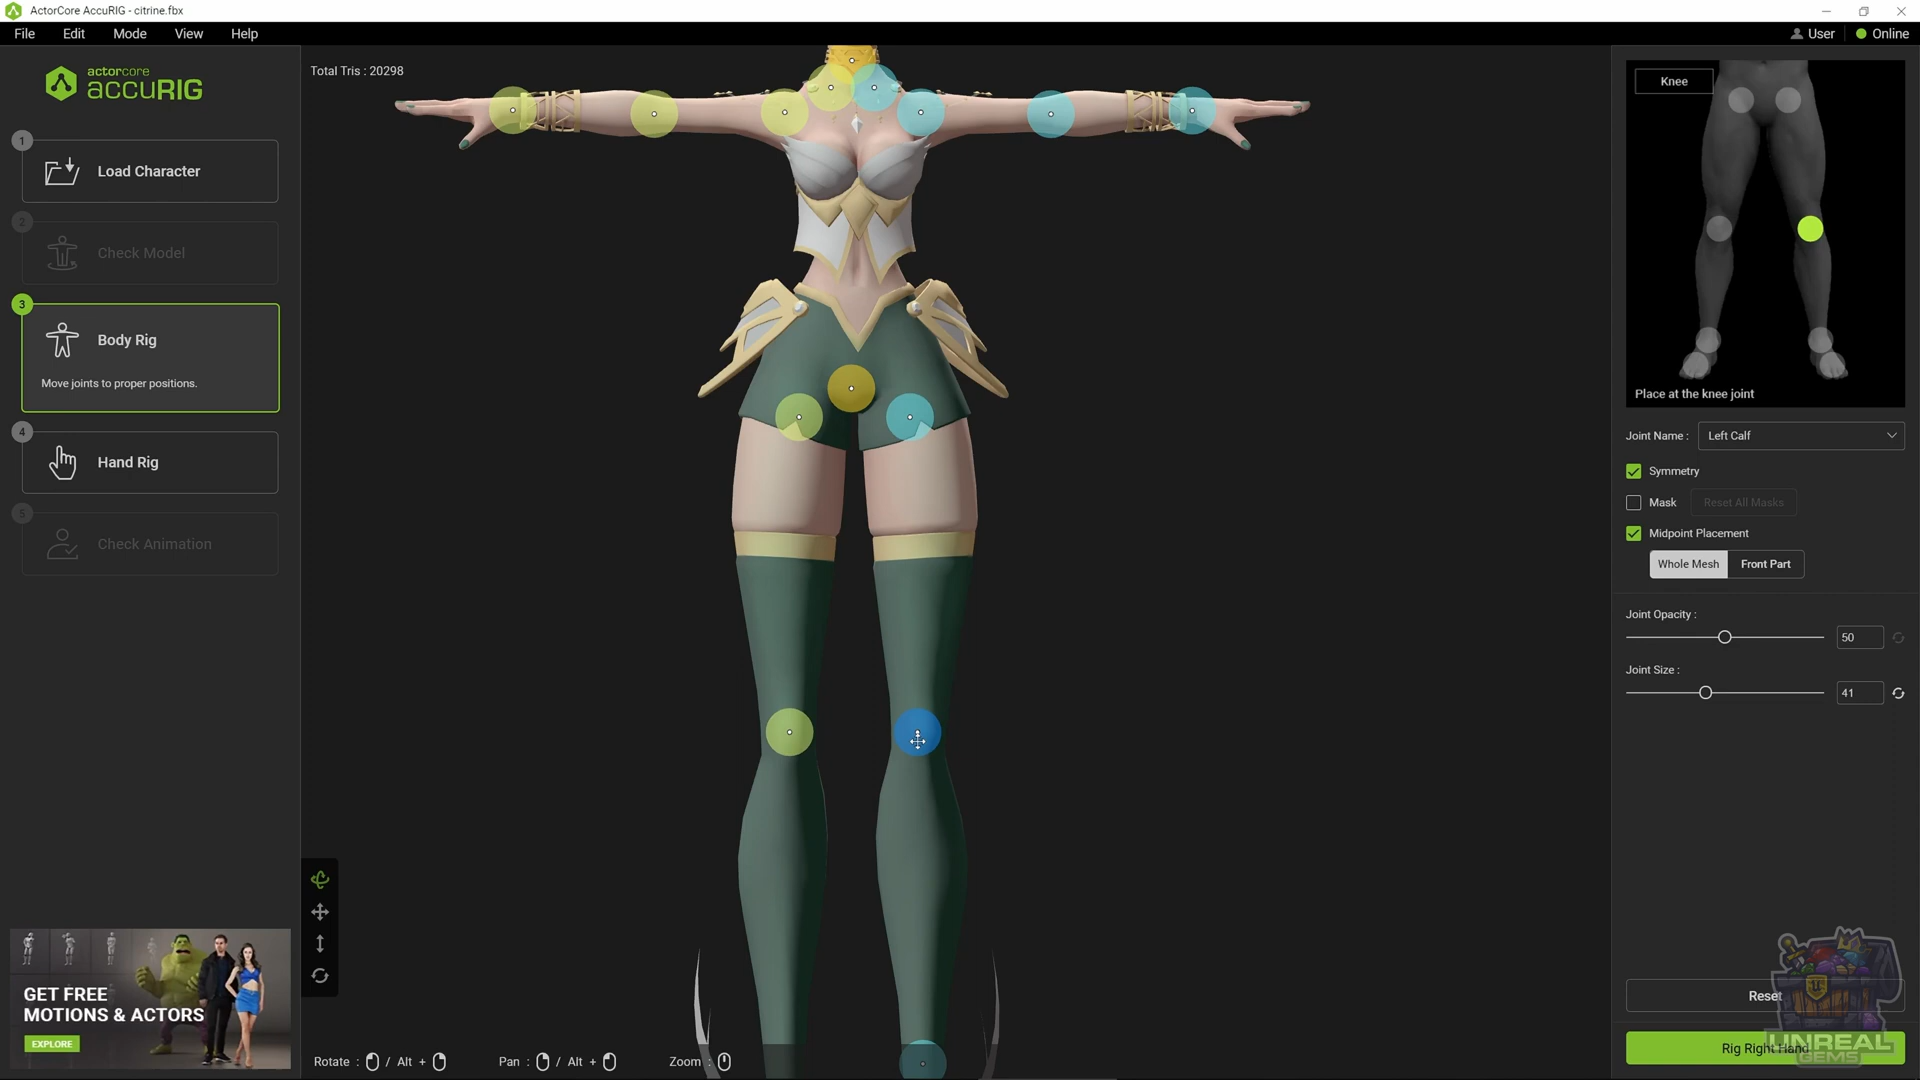 ActorCore AccuRIG - citrine.fbx
File Edit Mode View Help
User Online
actorcore
accuRIG
1
Load Character
2
Check Model
3
Body Rig
Move joints to proper positions.
4
Hand Rig
5
Check Animation
GET FREE
MOTIONS & ACTORS
EXPLORE
Total Tris : 20298
Rotate : / Alt + Pan : / Alt + Zoom :
Knee
Place at the knee joint
Joint Name : Left Calf
Symmetry
Mask Reset All Masks
Midpoint Placement
Whole Mesh Front Part
Joint Opacity :
50
Joint Size :
41
Reset
Rig Right Hand
UNREAL
GEMS